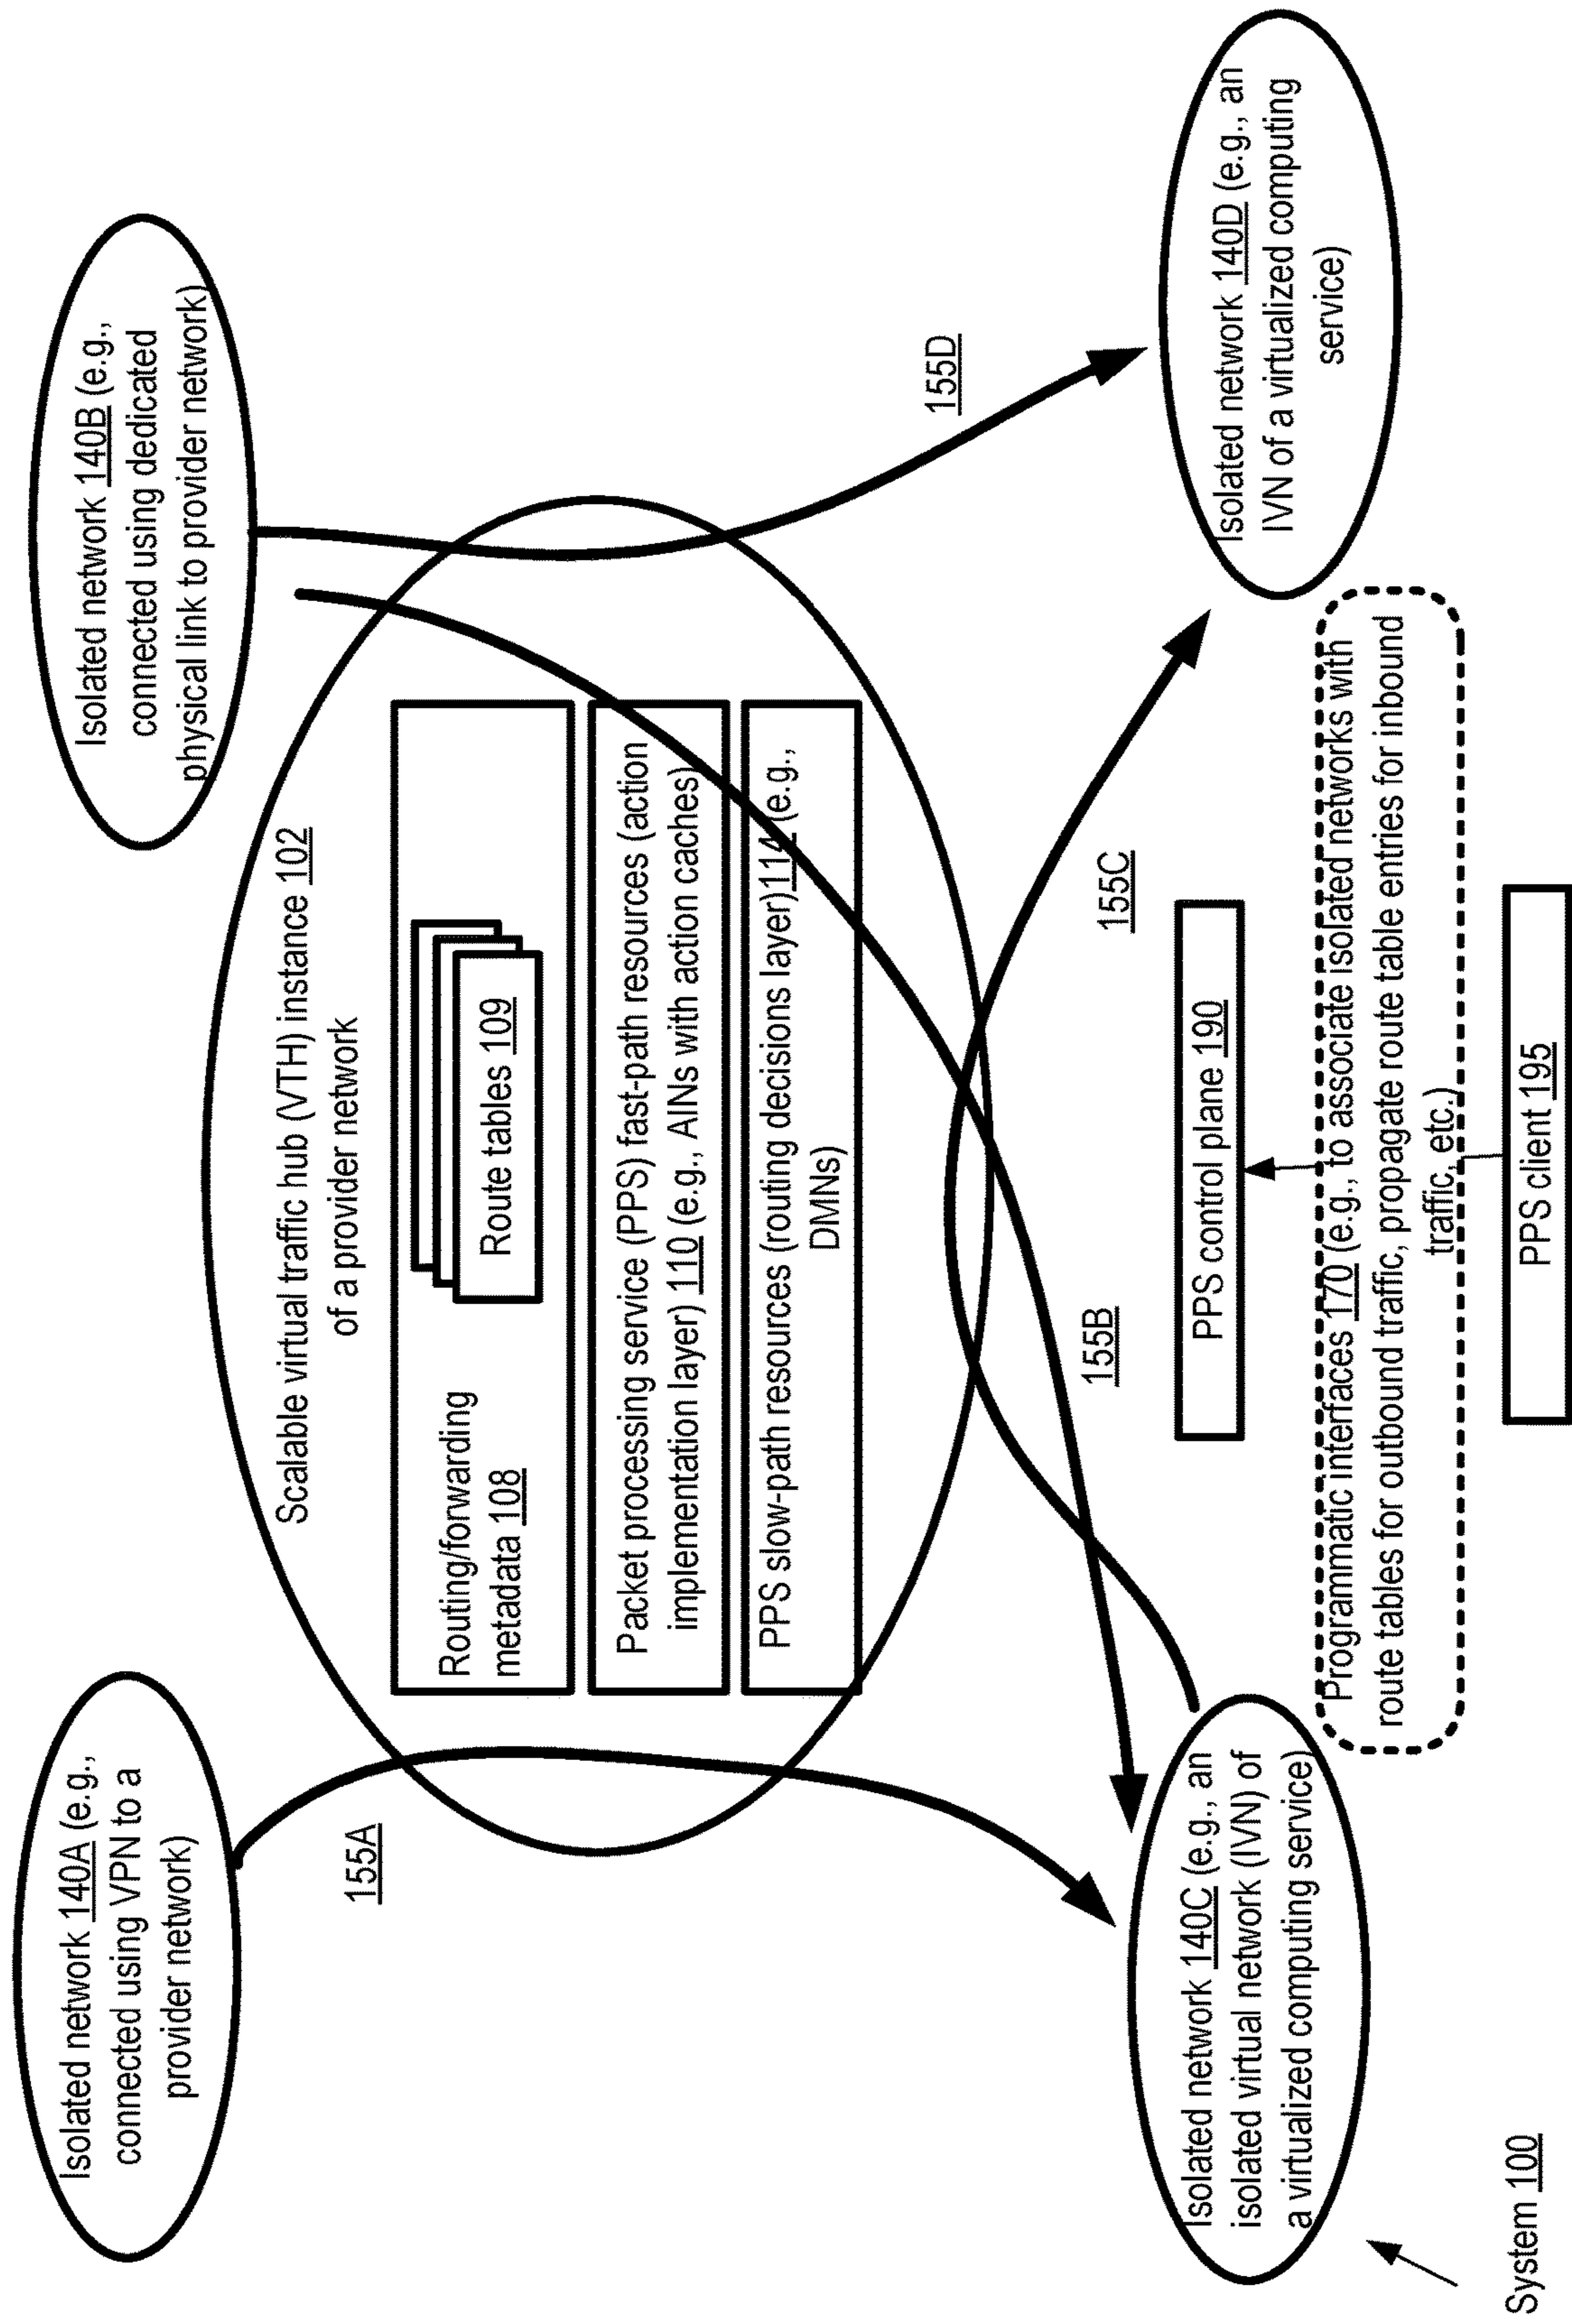 Isolated network 140A (e.g.,
connected using VPN to a
provider network)
Isolated network 140B (e.g.,
connected using dedicated
physical link to provider network)
Scalable virtual traffic hub (VTH) instance 102
of a provider network
155A
Routing/forwarding
metadata 108
Route tables 109
Packet processing service (PPS) fast-path resources (action
implementation layer) 110 (e.g., AINs with action caches)
PPS slow-path resources (routing decisions layer)114 (e.g.,
DMNs)
155D
155B
155C
Isolated network 140C (e.g., an
isolated virtual network (IVN) of
a virtualized computing service)
PPS control plane 190
Isolated network 140D (e.g., an
IVN of a virtualized computing
service)
Programmatic interfaces 170 (e.g., to associate isolated networks with
route tables for outbound traffic, propagate route table entries for inbound
traffic, etc.)
PPS client 195
System 100